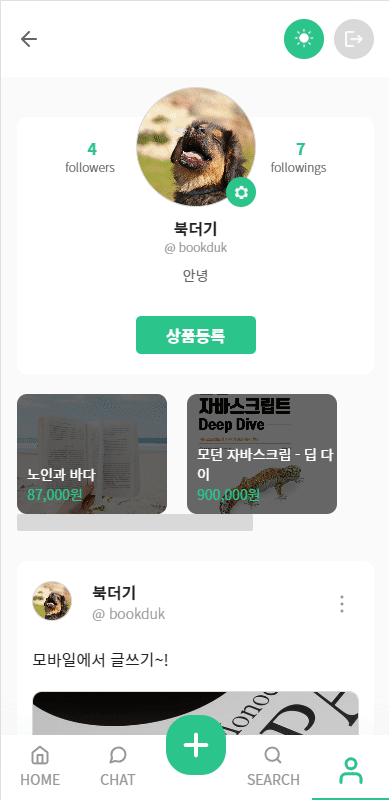 4
followers
7
followings
북더기
@ bookduk
안녕
상품등록
노인과 바다
87,000원
자바스크립트
Deep Dive
모던 자바스크립 - 딥 다
이
900,000원
북더기
@ bookduk
모바일에서 글쓰기~!
HOME
CHAT
SEARCH